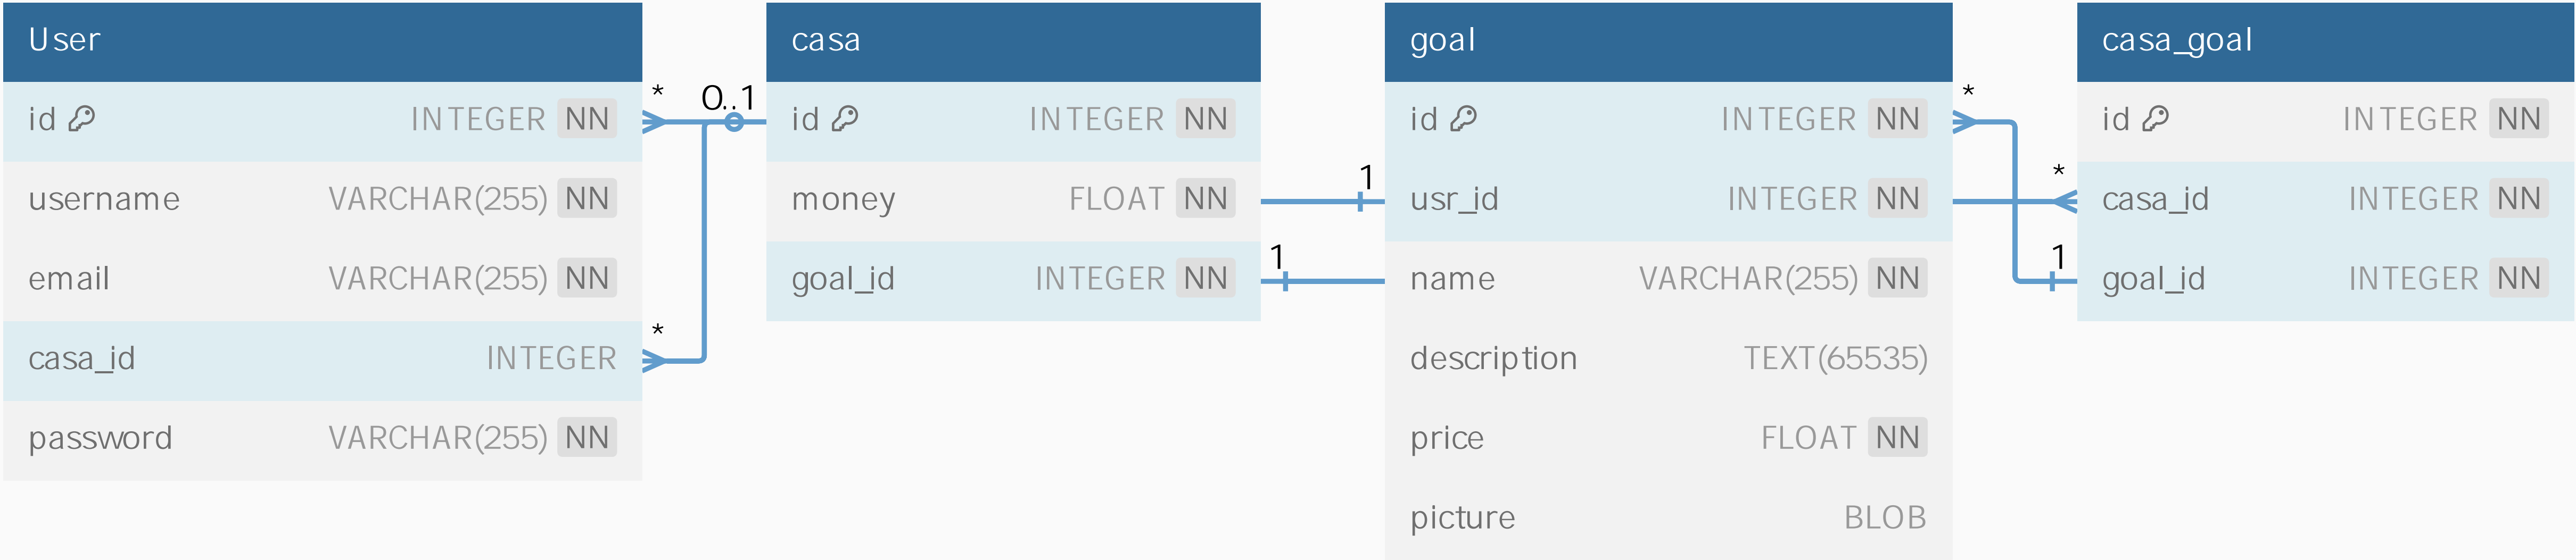 User
id INTEGER NN
username VARCHAR(255) NN
email VARCHAR(255) NN
casa_id INTEGER
password VARCHAR(255) NN
* 0..1
*
casa
id INTEGER NN
money FLOAT NN
goal_id INTEGER NN
1
1
goal
id INTEGER NN
usr_id INTEGER NN
name VARCHAR(255) NN
description TEXT(65535)
price FLOAT NN
picture BLOB
*
*
1
casa_goal
id INTEGER NN
casa_id INTEGER NN
goal_id INTEGER NN